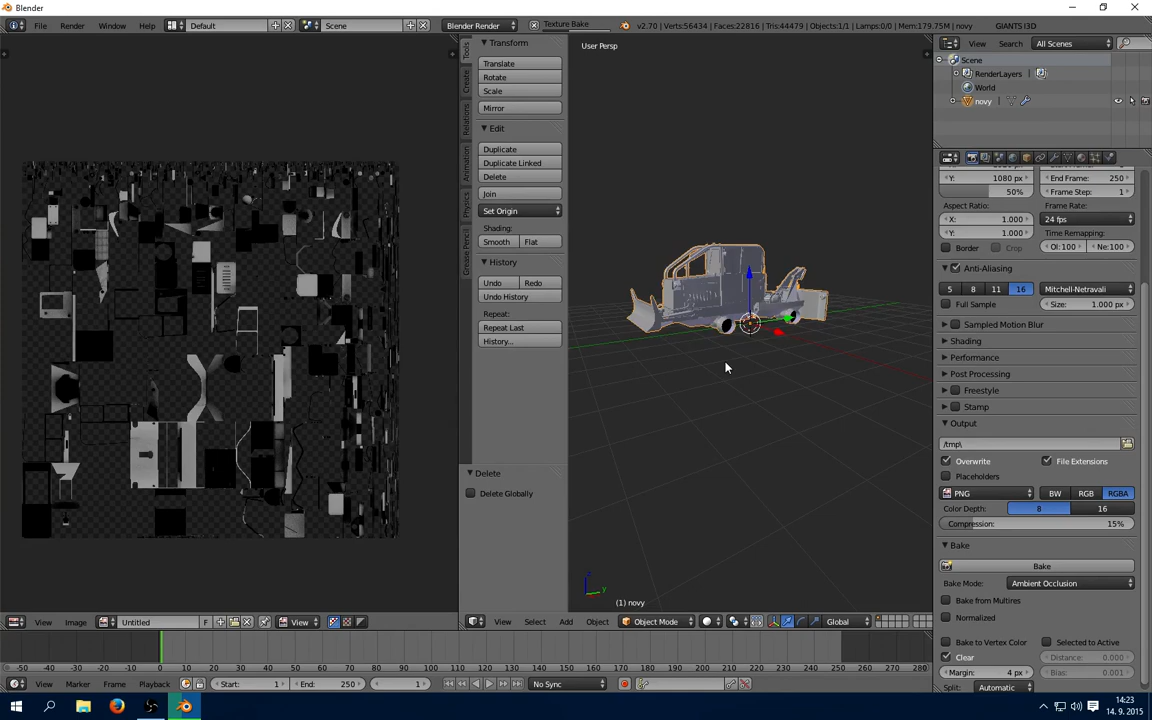 Blender
File Render Window Help Default Scene Blender Render Texture Bake v2.70 | Verts:56434 | Faces:22816 | Tris:44479 | Objects:1/1 | Lamps:0/0 | Mem:179.75M | novy GIANTS I3D
Tools
Create
Relations
Animation
Physics
Grease Pencil
Transform
Translate
Rotate
Scale
Mirror
Edit
Duplicate
Duplicate Linked
Delete
Join
Set Origin
Shading:
Smooth Flat
History
Undo Redo
Undo History
Repeat:
Repeat Last
History...
Delete
Delete Globally
User Persp
(1) novy
View Search All Scenes
Scene
RenderLayers
World
novy
Y: 1080 px
50%
End Frame: 250
Frame Step: 1
Aspect Ratio: Frame Rate:
X: 1.000 24 fps
Y: 1.000 Time Remapping:
Border Crop Ol:100 Ne:100
Anti-Aliasing
5 8 11 16 Mitchell-Netravali
Full Sample Size: 1.000 px
Sampled Motion Blur
Shading
Performance
Post Processing
Freestyle
Stamp
Output
/tmp\
Overwrite File Extensions
Placeholders
PNG BW RGB RGBA
Color Depth: 8 16
Compression: 15%
Bake
Bake
Bake Mode: Ambient Occlusion
Bake from Multires
Normalized
Bake to Vertex Color Selected to Active
Clear Distance: 0.000
Margin: 4 px Bias: 0.001
Split: Automatic
View Image Untitled F View
View Select Add Object Object Mode Global
-50 -40 -30 -20 -10 0 10 20 30 40 50 60 70 80 90 100 110 120 130 140 150 160 170 180 190 200 210 220 230 240 250 260 270 280
View Marker Frame Playback Start: 1 End: 250 1 No Sync
14:23
14. 9. 2015